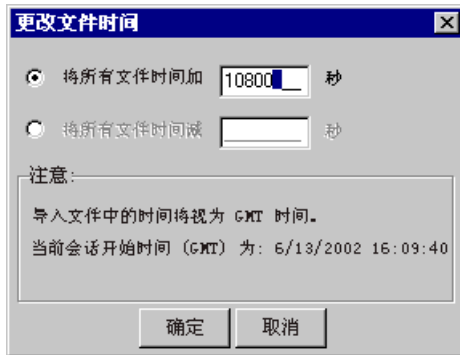 更改文件时间
将所有文件时间加 10800__ 秒
将所有文件时间减 ________ 秒
注意:
导入文件中的时间将视为 GMT 时间。
当前会话开始时间 (GMT) 为: 6/13/2002 16:09:40
确定 取消